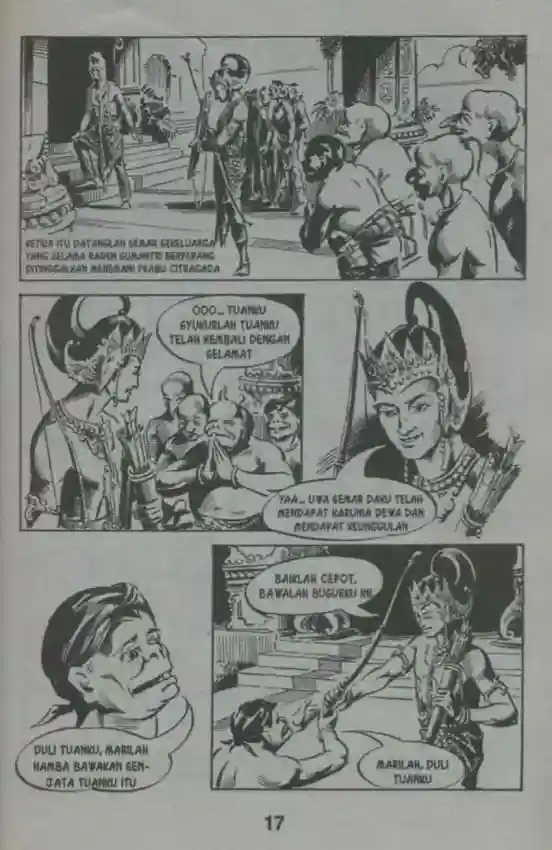 KETIKA ITU DATANGLAH SEMAR SEKELUARGA
YANG SELAMA RADEN SUMANTRI BERPERANG
DITINGGALKAN MENEMANI PRABU CITRAGADA
OOO... TUANKU
SYUKURLAH TUANKU
TELAH KEMBALI DENGAN
SELAMAT
YAA... UWA SEMAR DAKU TELAH
MENDAPAT KARUNIA DEWA DAN
MENDAPAT KEUNGGULAN
DULI TUANKU, MARILAH
HAMBA BAWAKAN SEN-
JATA TUANKU ITU
BAIKLAH CEPOT,
BAWALAH BUSURKU INI
MARILAH, DULI
TUANKU
17